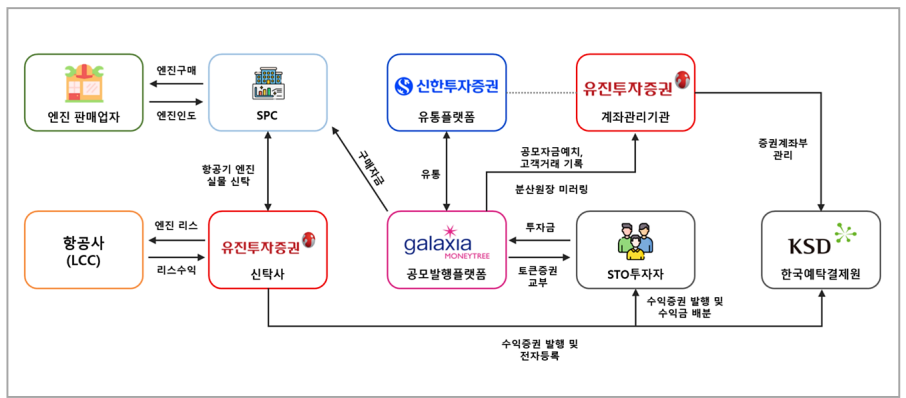 엔진 판매업자
엔진구매
엔진인도
SPC
신한투자증권
유통플랫폼
유진투자증권
계좌관리기관
증권계좌부
관리
항공기 엔진
실물 신탁
구매자금
유통
공모자금예치,
고객거래 기록
분산원장 미러링
항공사
(LCC)
엔진 리스
리스수익
유진투자증권
신탁사
galaxia
MONEYTREE
공모발행플랫폼
투자금
토큰증권
교부
STO투자자
KSD
한국예탁결제원
수익증권 발행 및
수익금 배분
수익증권 발행 및
전자등록